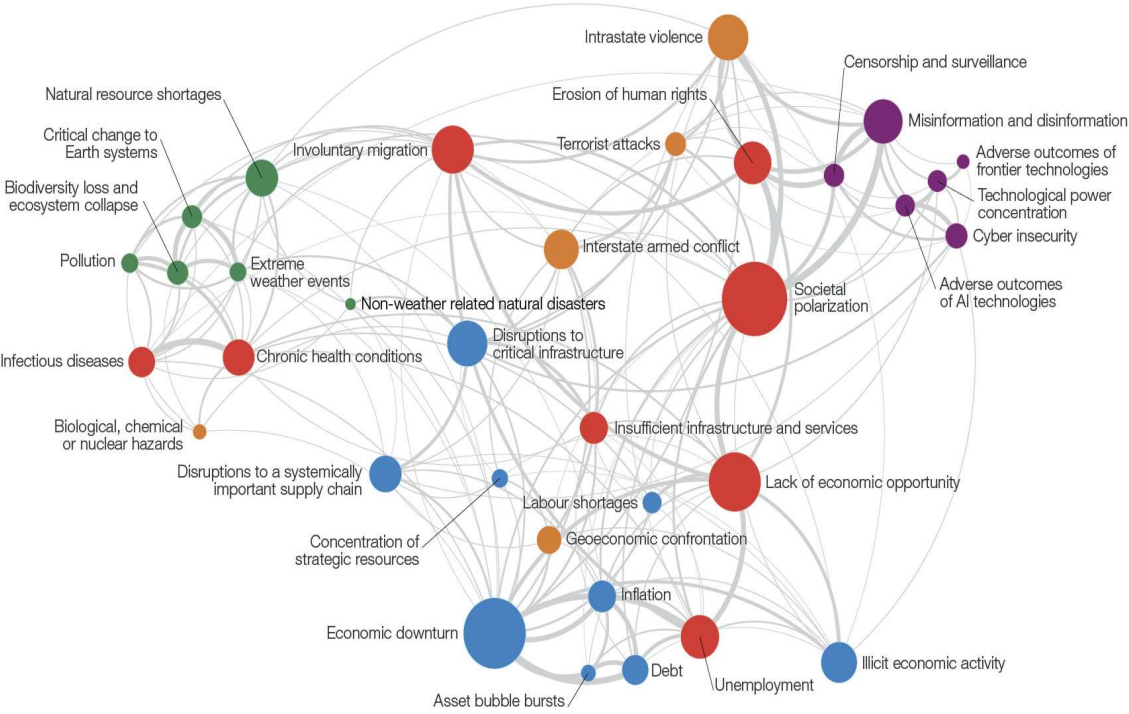 Intrastate violence
Censorship and surveillance
Natural resource shortages
Erosion of human rights
Misinformation and disinformation
Critical change to
Earth systems
Terrorist attacks
Involuntary migration
Adverse outcomes of
frontier technologies
Biodiversity loss and
ecosystem collapse
Technological power
concentration
Cyber insecurity
Interstate armed conflict
Pollution
Extreme
weather events
Adverse outcomes
of AI technologies
Societal
polarization
Non-weather related natural disasters
Disruptions to
critical infrastructure
Infectious diseases
Chronic health conditions
Biological, chemical
or nuclear hazards
Insufficient infrastructure and services
Disruptions to a systemically
important supply chain
Lack of economic opportunity
Labour shortages
Concentration of
strategic resources
Geoeconomic confrontation
Inflation
Economic downturn
Illicit economic activity
Debt
Unemployment
Asset bubble bursts